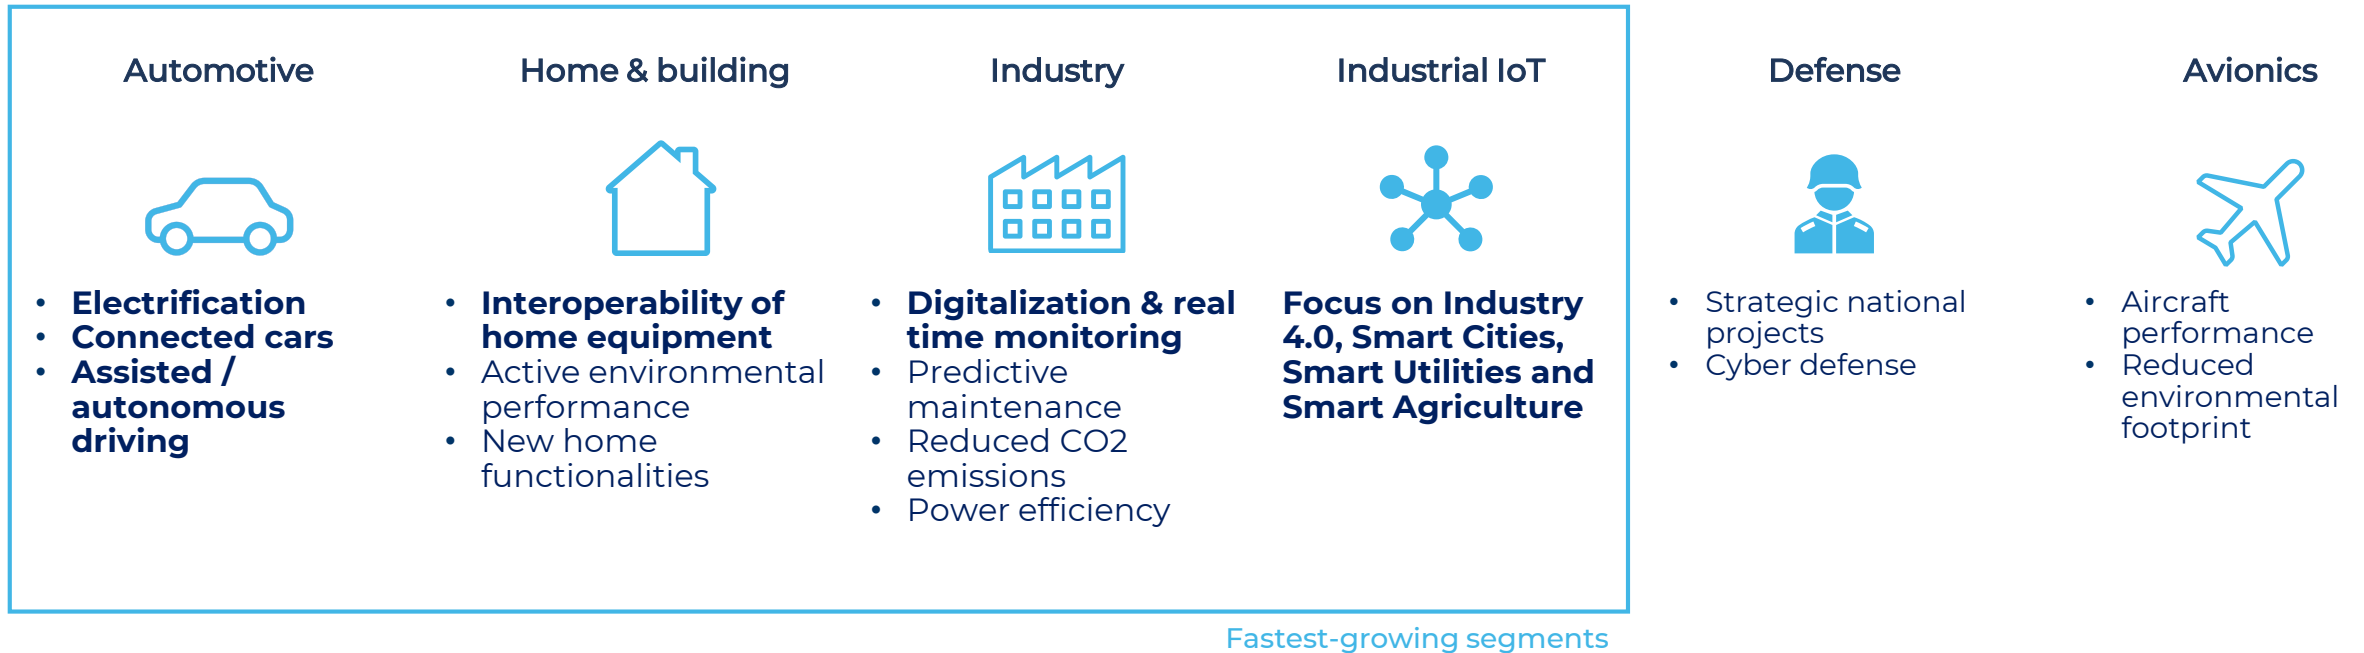 Automotive
• Electrification
• Connected cars
• Assisted /
autonomous
driving
Home & building
• Interoperability of
home equipment
• Active environmental
performance
• New home
functionalities
Industry
• Digitalization & real
time monitoring
• Predictive
maintenance
• Reduced CO2
emissions
• Power efficiency
Industrial IoT
Focus on Industry
4.0, Smart Cities,
Smart Utilities and
Smart Agriculture
Fastest-growing segments
Defense
• Strategic national
projects
• Cyber defense
Avionics
• Aircraft
performance
• Reduced
environmental
footprint